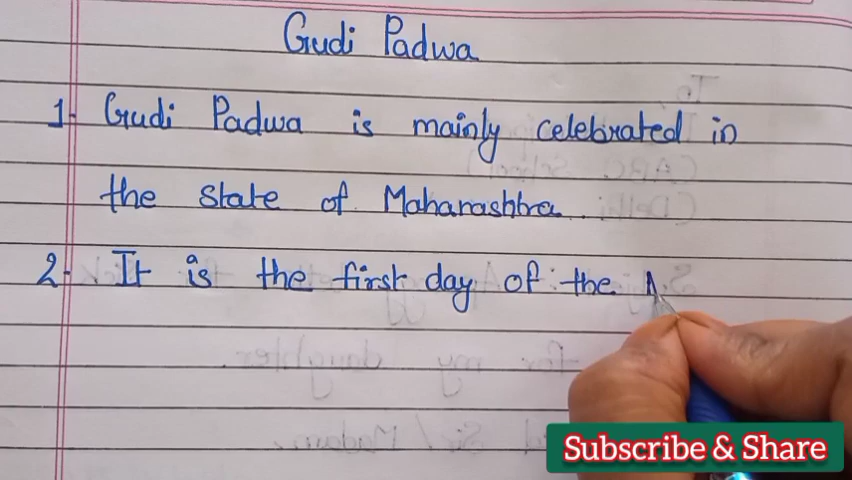 Gudi Padwa
1. Gudi Padwa is mainly celebrated in
the state of Maharashtra.
2. It is the first day of the
Subscribe & Share